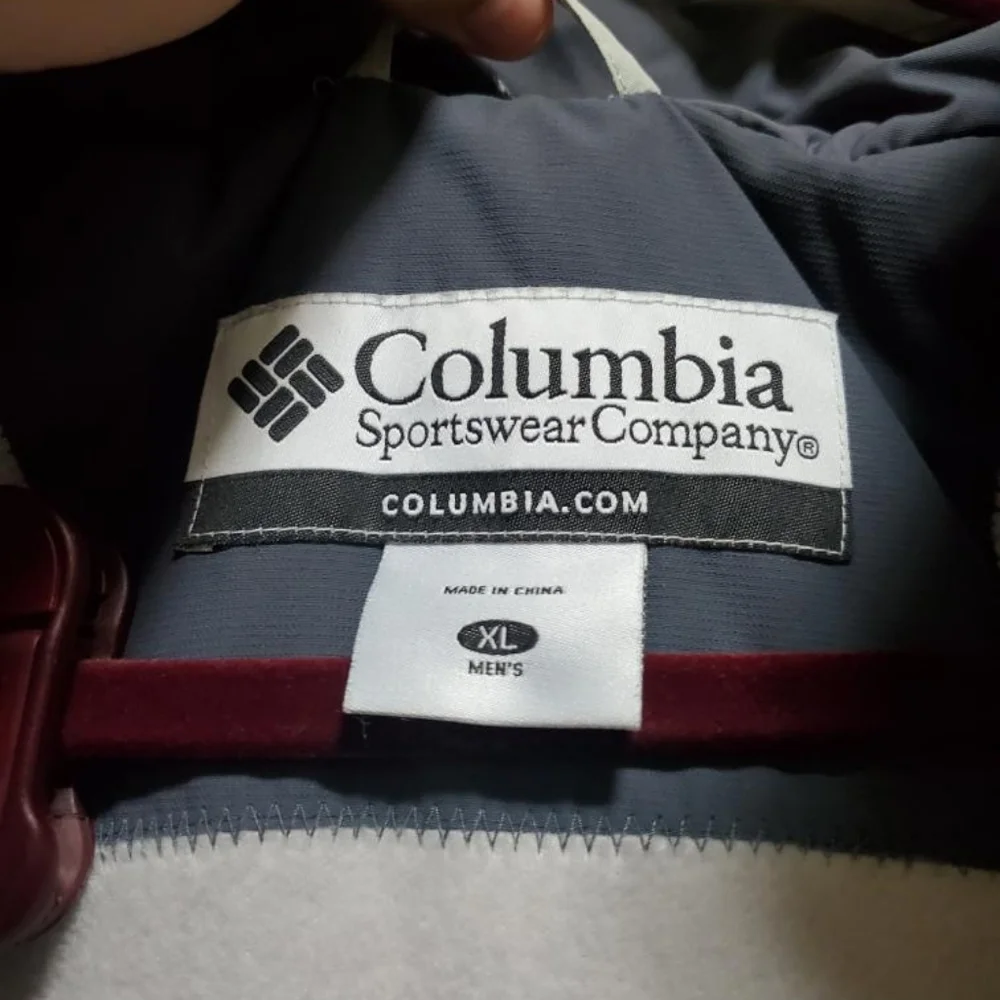 Columbia
Sportswear Company®
COLUMBIA.COM
MADE IN CHINA
XL
MEN'S